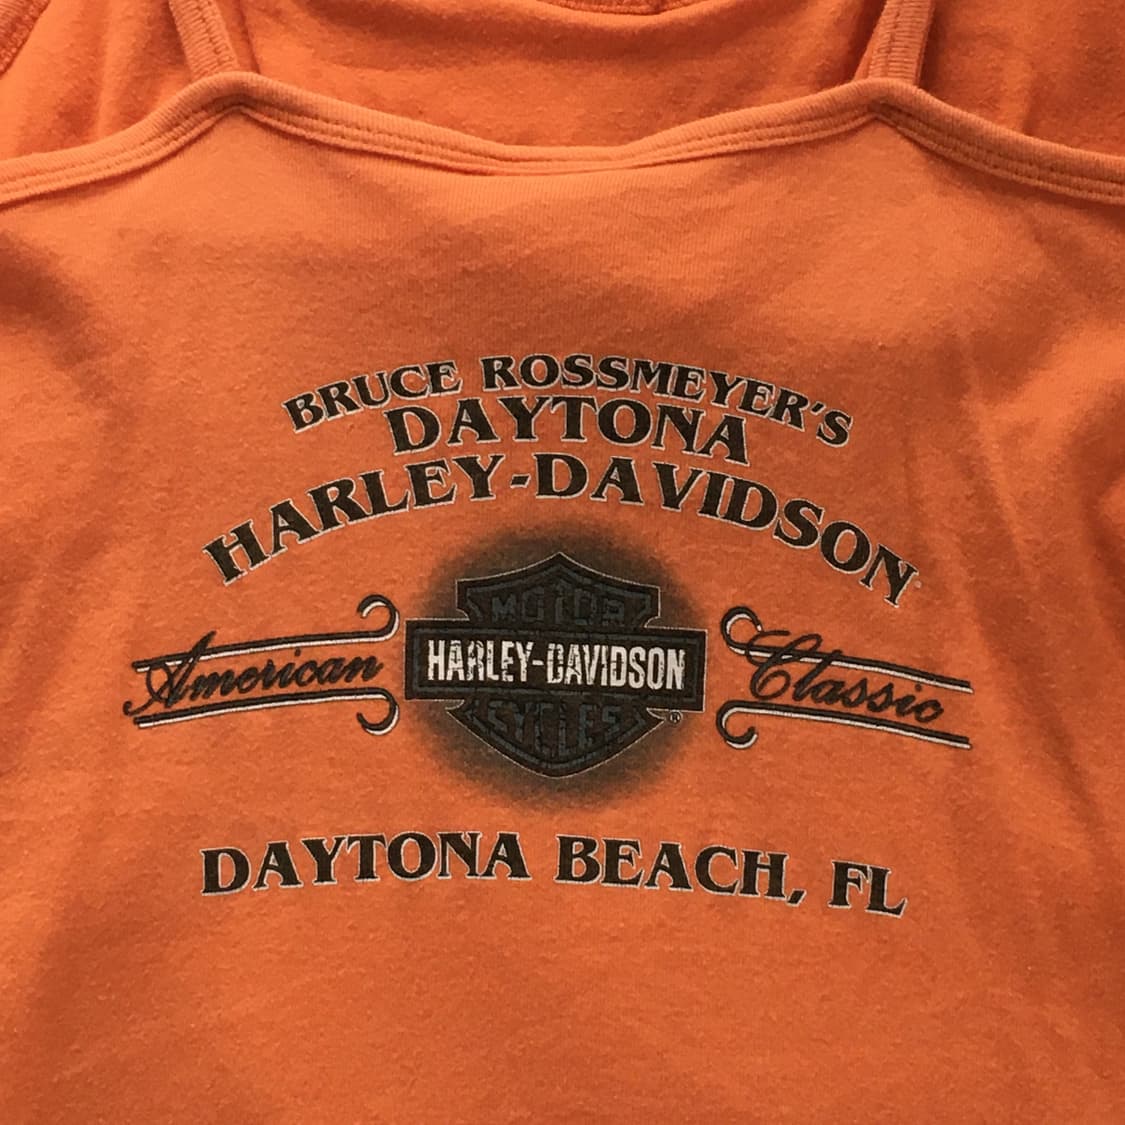 BRUCE ROSSMEYER'S
DAYTONA
HARLEY-DAVIDSON
American
MOTOR
HARLEY-DAVIDSON
CYCLES
®
Classic
DAYTONA BEACH, FL